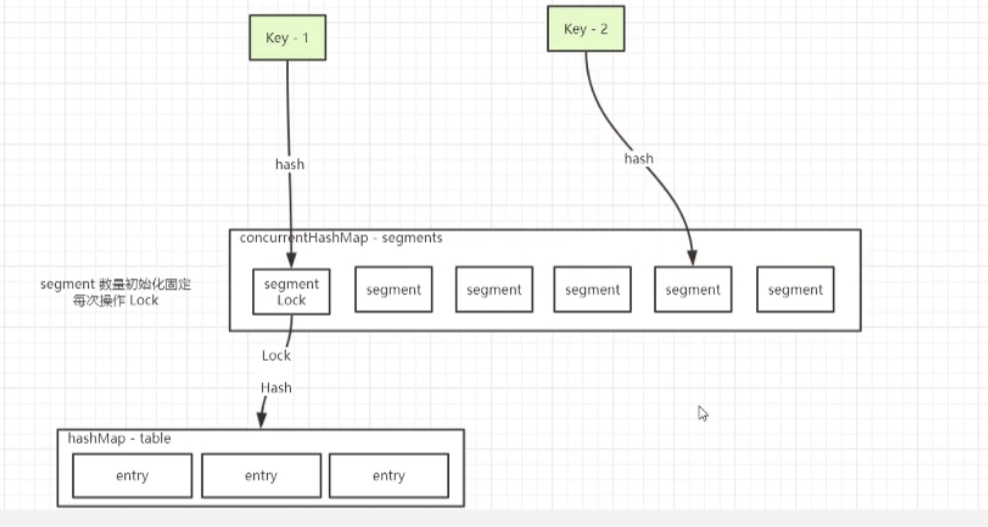 Key - 1
Key - 2
hash
hash
concurrentHashMap - segments
segment 数量初始化固定
每次操作 Lock
segment
Lock
segment
segment
segment
segment
segment
Lock
Hash
hashMap - table
entry
entry
entry